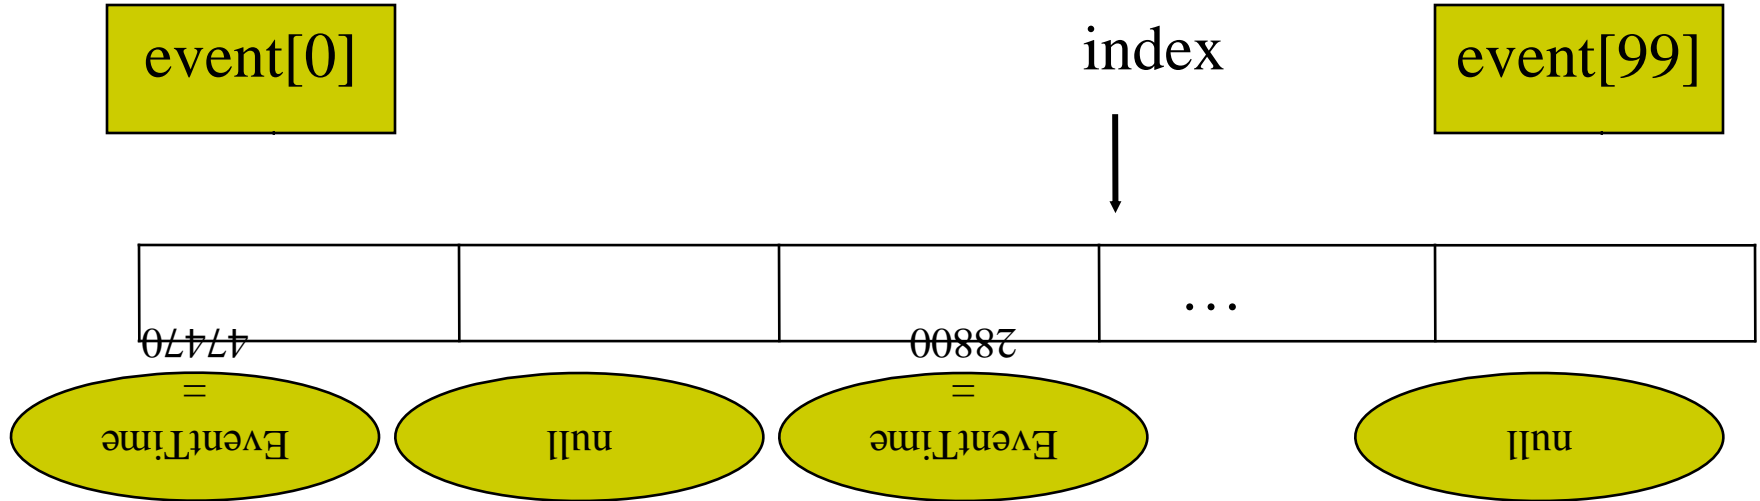 event[0]
index
event[99]
…
EventTime
=
47470
null
EventTime
=
28800
null